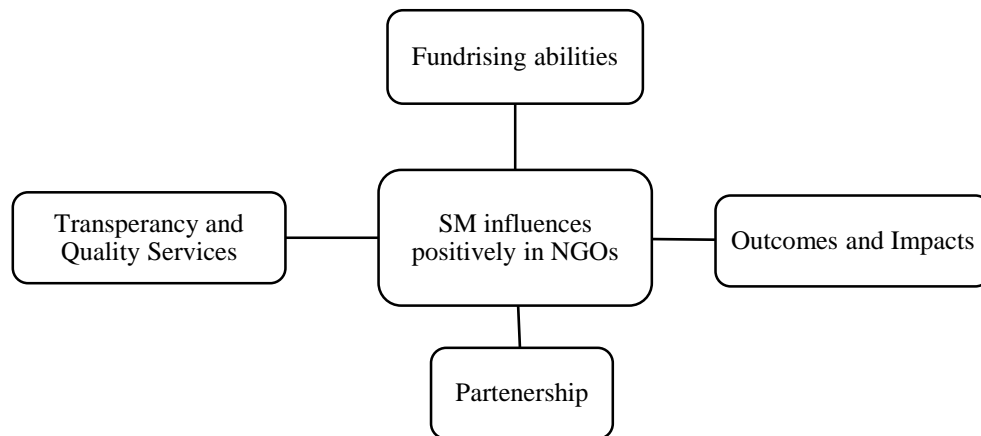 Fundrising abilities
Transperancy and
Quality Services
SM influences
positively in NGOs
Outcomes and Impacts
Partenership